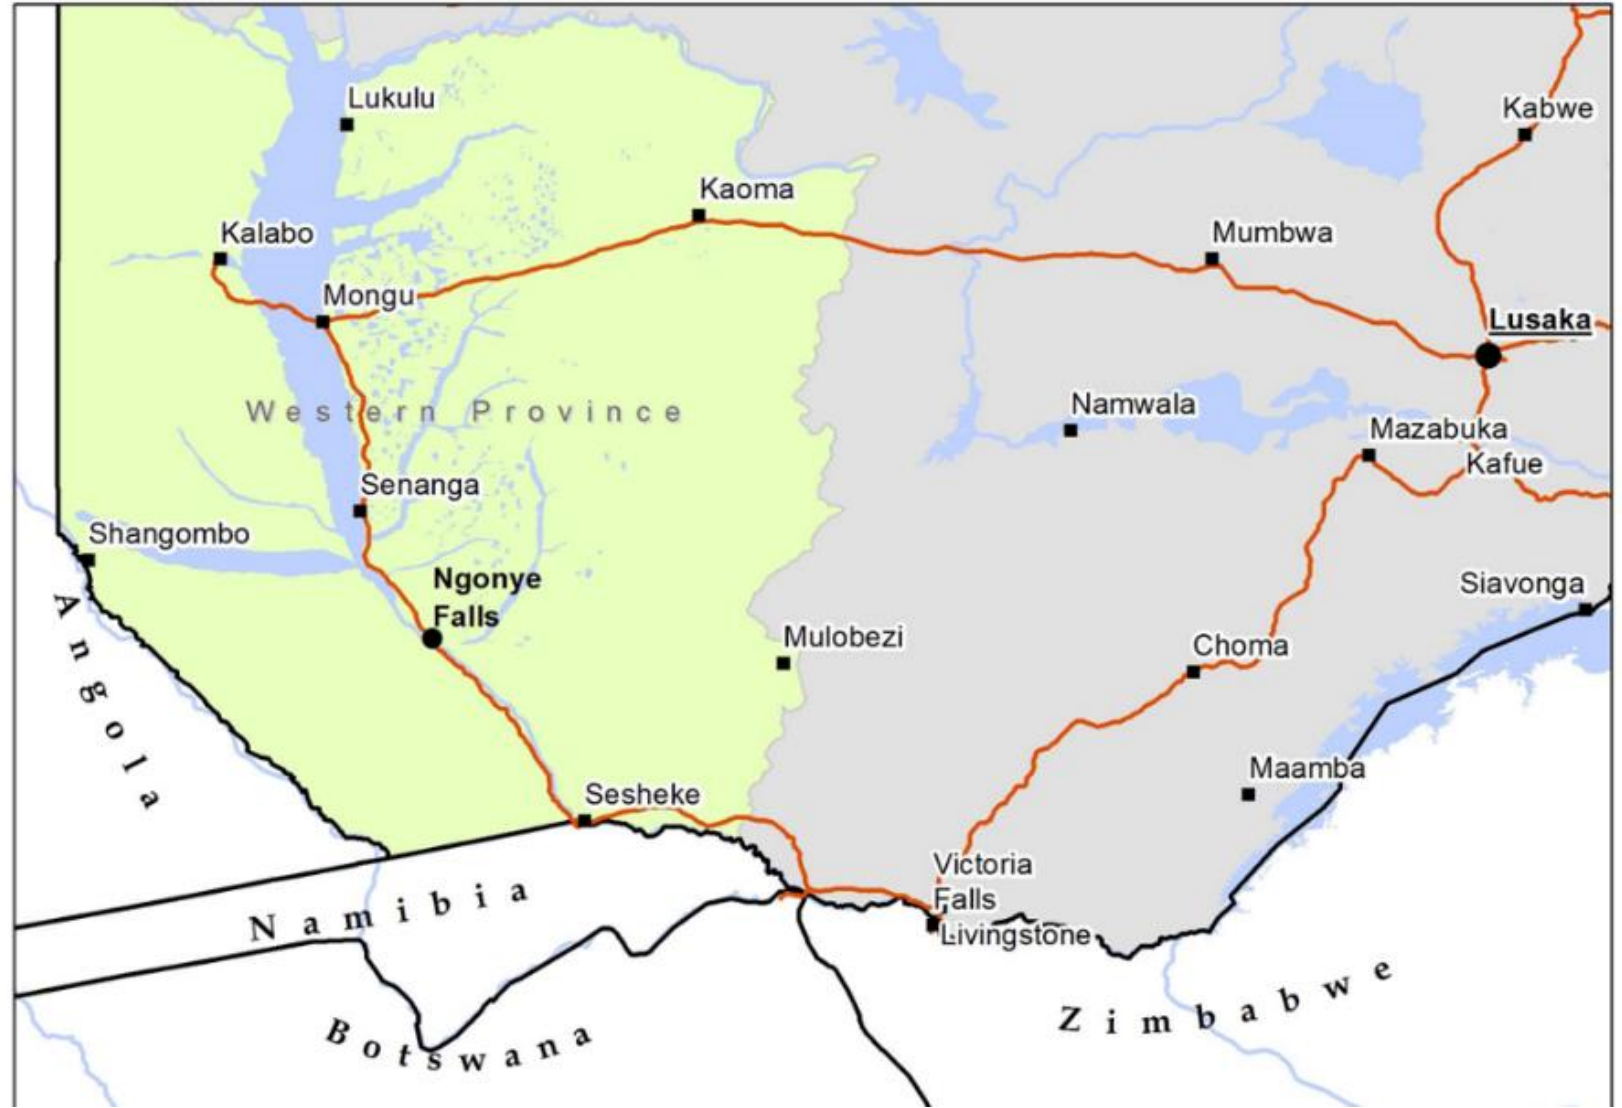 Lukulu
Kabwe
Kaoma
Kalabo
Mumbwa
Mongu
Lusaka
Western Province
Namwala
Mazabuka
Kafue
Senanga
Shangombo
Ngonye
Falls
Siavonga
Angola
Mulobezi
Choma
Maamba
Sesheke
Victoria
Falls
Livingstone
Namibia
Zimbabwe
Botswana